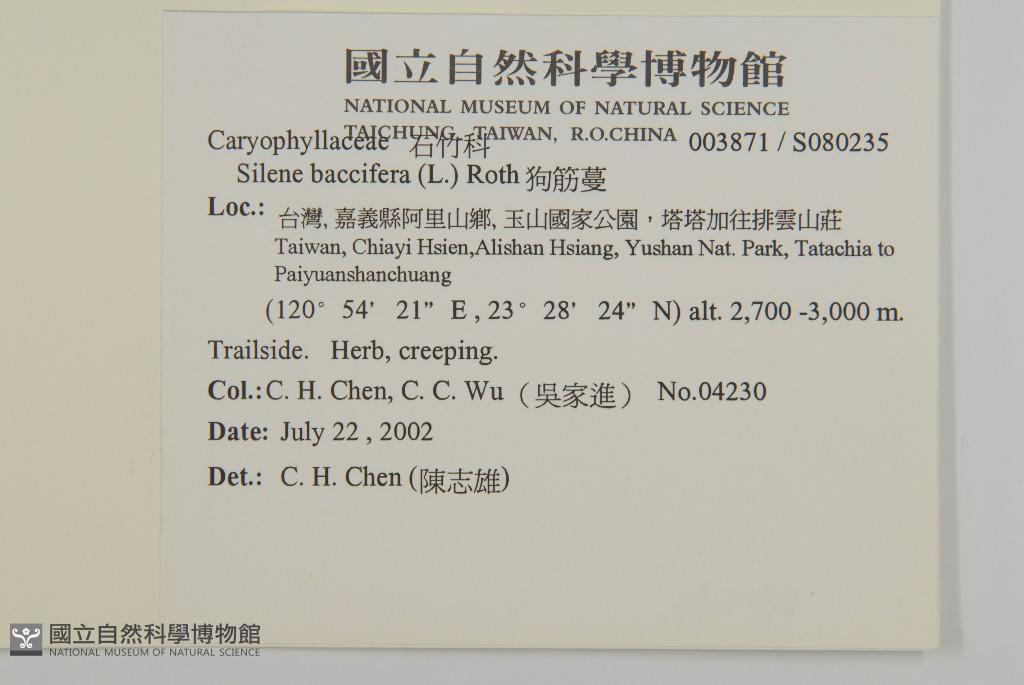 國立自然科學博物館
NATIONAL MUSEUM OF NATURAL SCIENCE
TAICHUNG, TAIWAN, R.O.CHINA
Caryophyllaceae 石竹科 003871 / S080235
Silene baccifera (L.) Roth 狗筋蔓
Loc.: 台灣, 嘉義縣阿里山鄉, 玉山國家公園，塔塔加往排雲山莊
Taiwan, Chiayi Hsien,Alishan Hsiang, Yushan Nat. Park, Tatachia to
Paiyuanshanchuang
(120° 54' 21” E , 23° 28' 24” N) alt. 2,700 -3,000 m.
Trailside. Herb, creeping.
Col.: C. H. Chen, C. C. Wu（吳家進） No.04230
Date: July 22 , 2002
Det.: C. H. Chen (陳志雄)
國立自然科學博物館
NATIONAL MUSEUM OF NATURAL SCIENCE